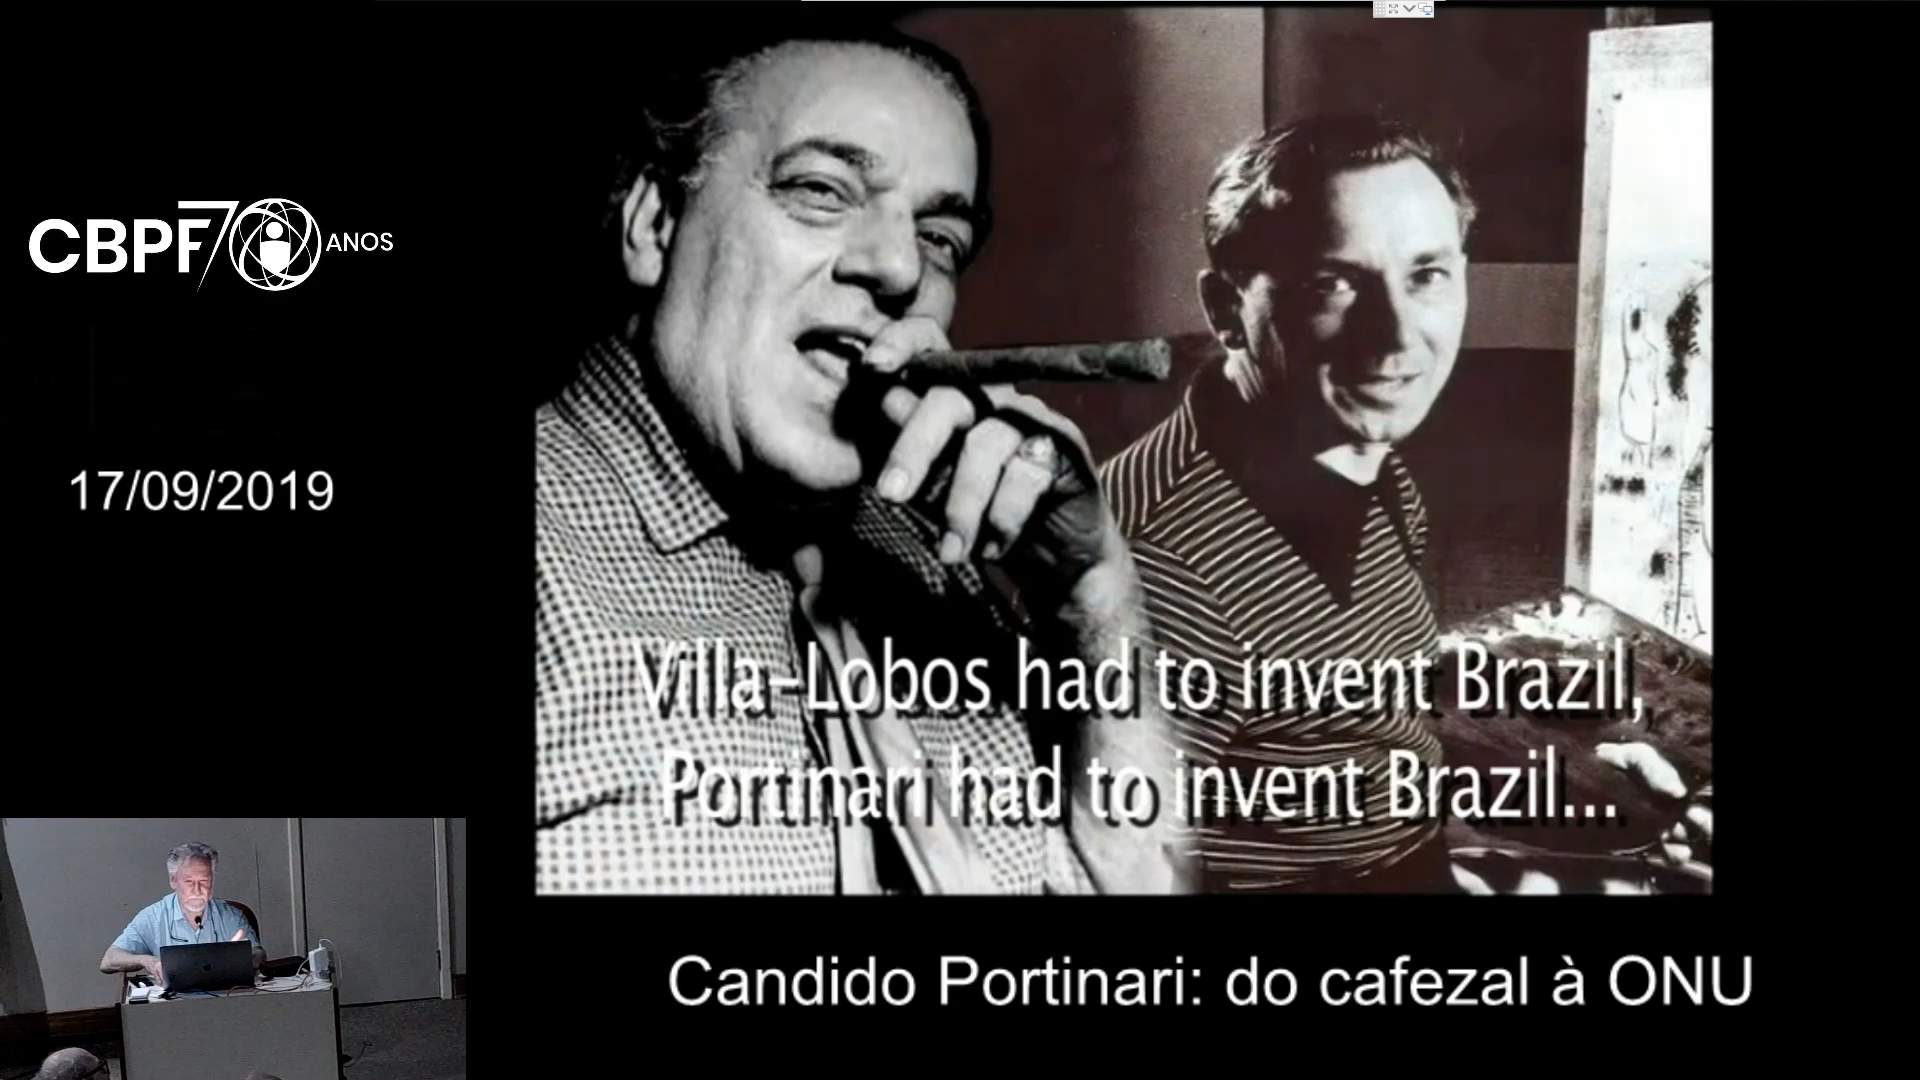 CBPF70 ANOS
17/09/2019
Villa-Lobos had to invent Brazil,
Portinari had to invent Brazil...
Candido Portinari: do cafezal à ONU